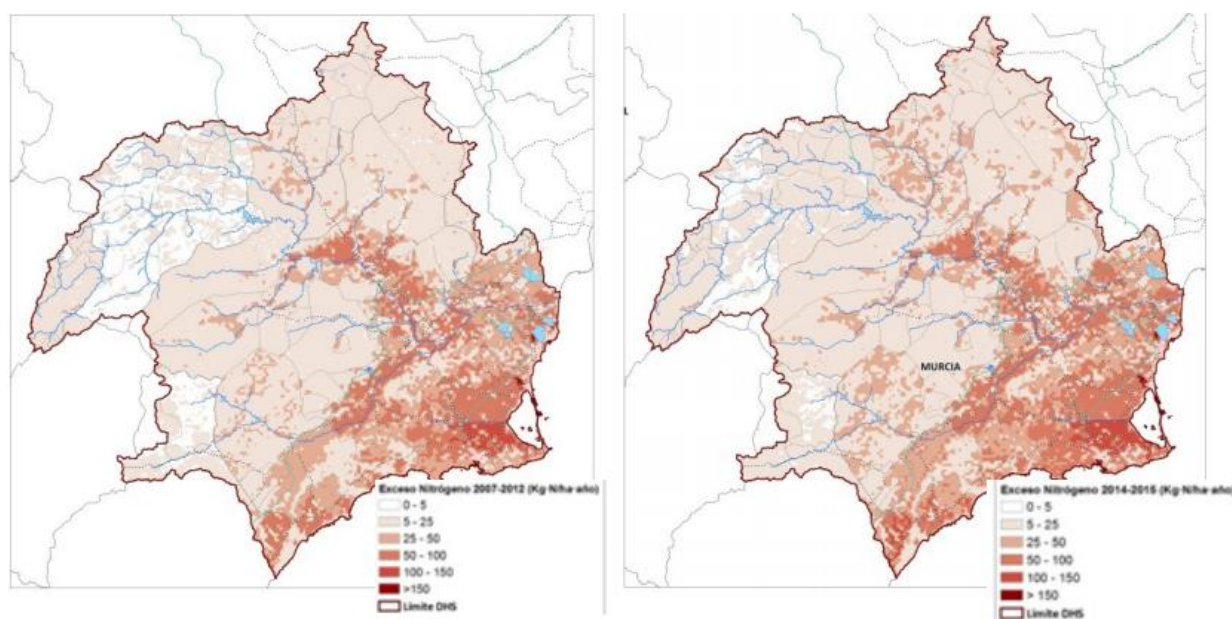 MURCIA
Exceso Nitrógeno 2007-2012 (Kg·N/ha año)
0 - 5
5 - 25
25 - 50
50 - 100
100 - 150
>150
Límite DHS
L
Exceso Nitrógeno 2014-2015 (Kg·N/ha año)
0 - 5
5 - 25
25 - 50
50 - 100
100 - 150
> 150
Límite DHS